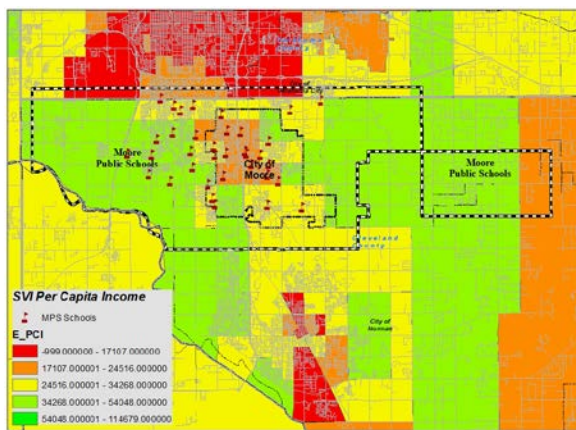 Moore
Public Schools
City of
Moore
Moore
Public Schools
Cleveland
County
City of
Norman
SVI Per Capita Income
MPS Schools
E_PCI
-999.000000 - 17107.000000
17107.000001 - 24516.000000
24516.000001 - 34268.000000
34268.000001 - 54048.000000
54048.000001 - 114679.000000